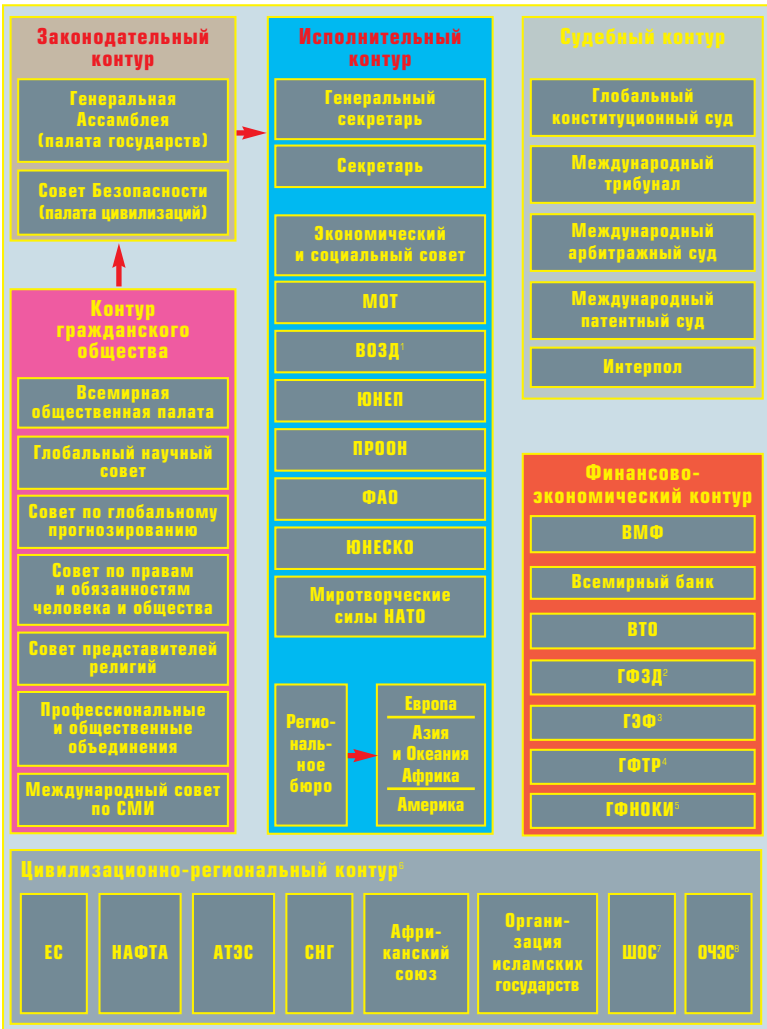 Законодательный
контур
Генеральная
Ассамблея
(палата государств)
Совет Безопасности
(палата цивилизаций)
Контур
гражданского
общества
Всемирная
общественная палата
Глобальный научный
совет
Совет по глобальному
прогнозированию
Совет по правам
и обязанностям
человека и общества
Совет представителей
религий
Профессиональные
и общественные
объединения
Международный совет
по СМИ
Исполнительный
контур
Генеральный
секретарь
Секретарь
Экономический
и социальный совет
МОТ
ВОЗД¹
ЮНЕП
ПРООН
ФАО
ЮНЕСКО
Миротворческие
силы НАТО
Регио-
наль-
ное
бюро
Европа
Азия
и Океания
Африка
Америка
Судебный контур
Глобальный
конституционный суд
Международный
трибунал
Международный
арбитражный суд
Международный
патентный суд
Интерпол
Финансово-
экономический контур
ВМФ
Всемирный банк
ВТО
ГФЗД²
ГЭФ³
ГФТР⁴
ГФНОКИ⁵
Цивилизационно-региональный контур⁶
ЕС
НАФТА
АТЭС
СНГ
Афри-
канский
союз
Органи-
зация
исламских
государств
ШОС⁷
ОЧЭС⁸